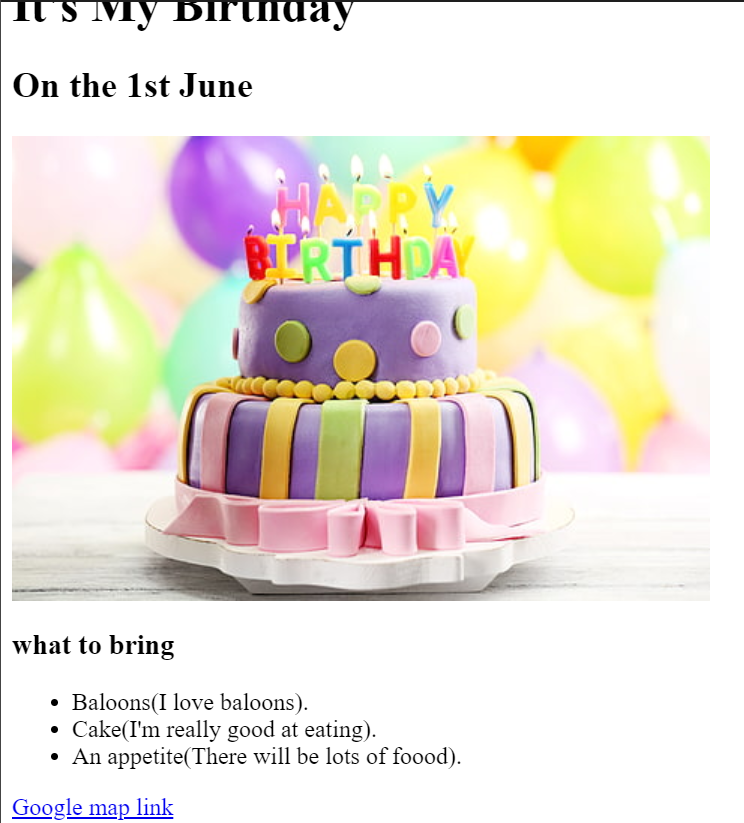 It's My Birthday
On the 1st June
HAPPY
BIRTHDAY
what to bring
Baloons(I love baloons).
Cake(I'm really good at eating).
An appetite(There will be lots of foood).
Google map link